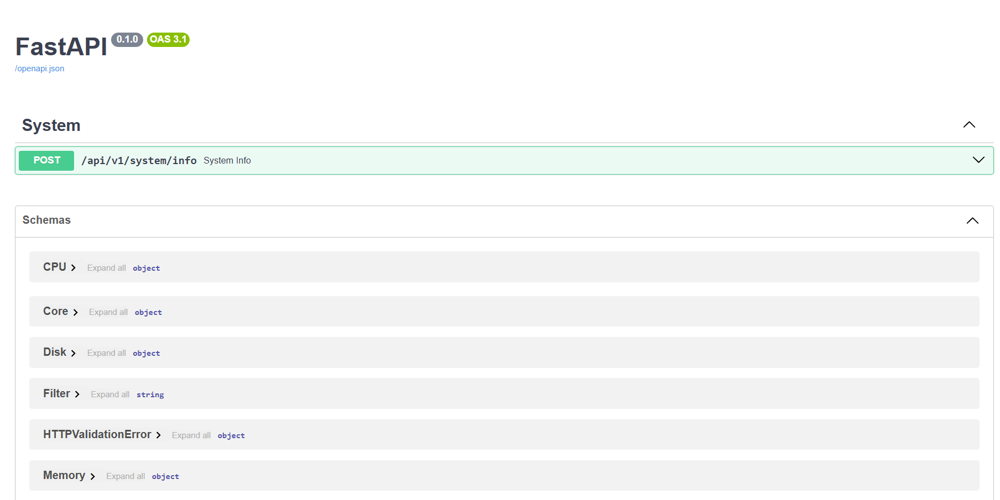 FastAPI 0.1.0 OAS 3.1
/openapi.json
System
POST /api/v1/system/info System Info
Schemas
CPU Expand all object
Core Expand all object
Disk Expand all object
Filter Expand all string
HTTPValidationError Expand all object
Memory Expand all object